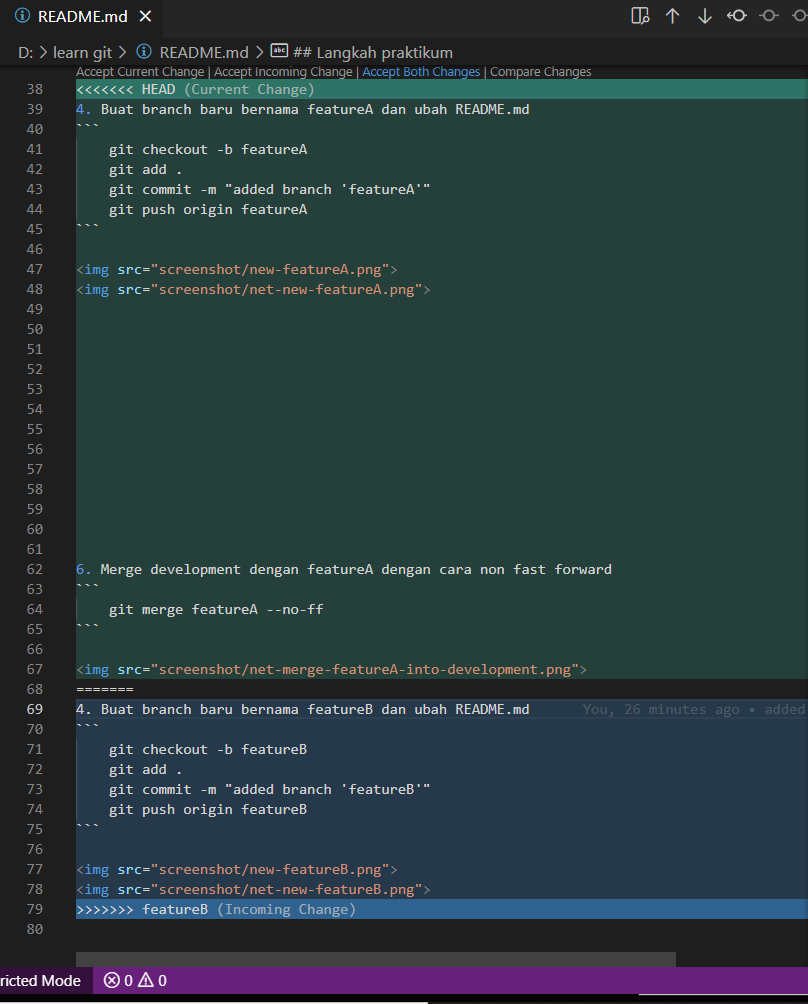 README.md
D: > learn git > README.md > ## Langkah praktikum
Accept Current Change | Accept Incoming Change | Accept Both Changes | Compare Changes
38 <<<<<<< HEAD (Current Change)
39 4. Buat branch baru bernama featureA dan ubah README.md
40 ```
41 git checkout -b featureA
42 git add .
43 git commit -m "added branch 'featureA'"
44 git push origin featureA
45 ```
46
47 <img src="screenshot/new-featureA.png">
48 <img src="screenshot/net-new-featureA.png">
49
50
51
52
53
54
55
56
57
58
59
60
61
62 6. Merge development dengan featureA dengan cara non fast forward
63 ```
64 git merge featureA --no-ff
65 ```
66
67 <img src="screenshot/net-merge-featureA-into-development.png">
68 =======
69 4. Buat branch baru bernama featureB dan ubah README.md You, 26 minutes ago • added
70 ```
71 git checkout -b featureB
72 git add .
73 git commit -m "added branch 'featureB'"
74 git push origin featureB
75 ```
76
77 <img src="screenshot/new-featureB.png">
78 <img src="screenshot/net-new-featureB.png">
79 >>>>>>> featureB (Incoming Change)
80
ricted Mode 0 0